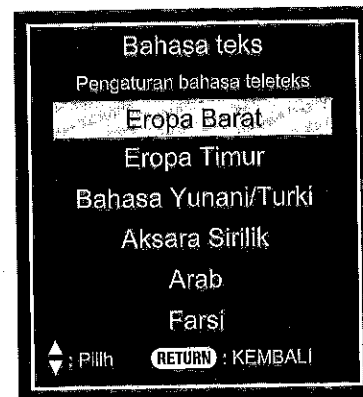 Bahasa teks
Pengaturan bahasa teleteks
Eropa Barat
Eropa Timur
Bahasa Yunani/Turki
Aksara Sirilik
Arab
Farsi
: Pilih RETURN : KEMBALI